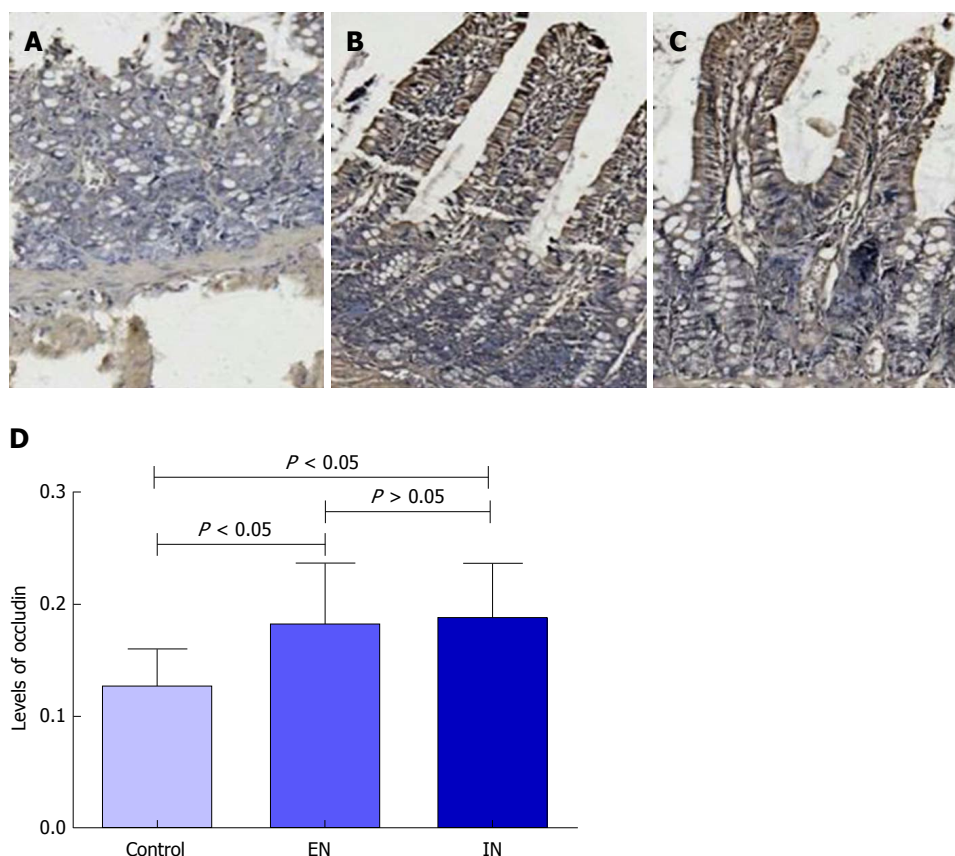 A
B
C
D
P < 0.05
P > 0.05
P < 0.05
0.3
0.2
0.1
0.0
Levels of occludin
Control EN IN